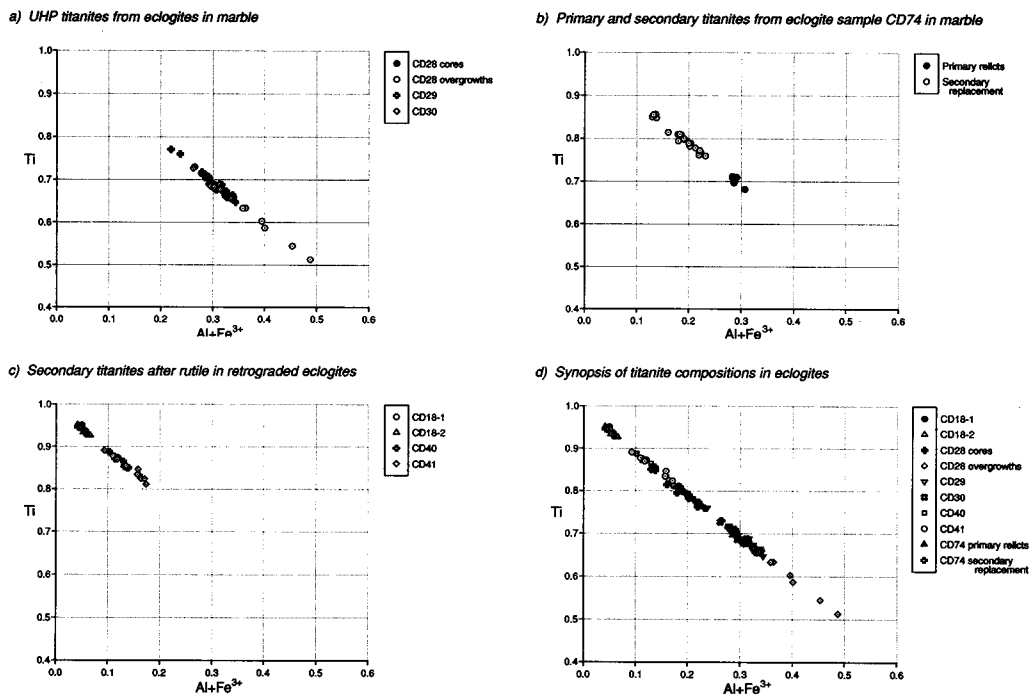 a) UHP titanites from eclogites in marble
1.0
0.9
0.8
0.7
0.6
0.5
0.4
Ti
0.0 0.1 0.2 0.3 0.4 0.5 0.6
Al+Fe³⁺
CD28 cores
CD28 overgrowths
CD29
CD30
b) Primary and secondary titanites from eclogite sample CD74 in marble
1.0
0.9
0.8
0.7
0.6
0.5
0.4
Ti
0.0 0.1 0.2 0.3 0.4 0.5 0.6
Al+Fe³⁺
Primary relicts
Secondary
replacement
c) Secondary titanites after rutile in retrograded eclogites
1.0
0.9
0.8
0.7
0.6
0.5
0.4
Ti
0.0 0.1 0.2 0.3 0.4 0.5 0.6
Al+Fe³⁺
CD18-1
CD18-2
CD40
CD41
d) Synopsis of titanite compositions in eclogites
1.0
0.9
0.8
0.7
0.6
0.5
0.4
Ti
0.0 0.1 0.2 0.3 0.4 0.5 0.6
Al+Fe³⁺
CD18-1
CD18-2
CD28 cores
CD28 overgrowths
CD29
CD30
CD40
CD41
CD74 primary relicts
CD74 secondary
replacement